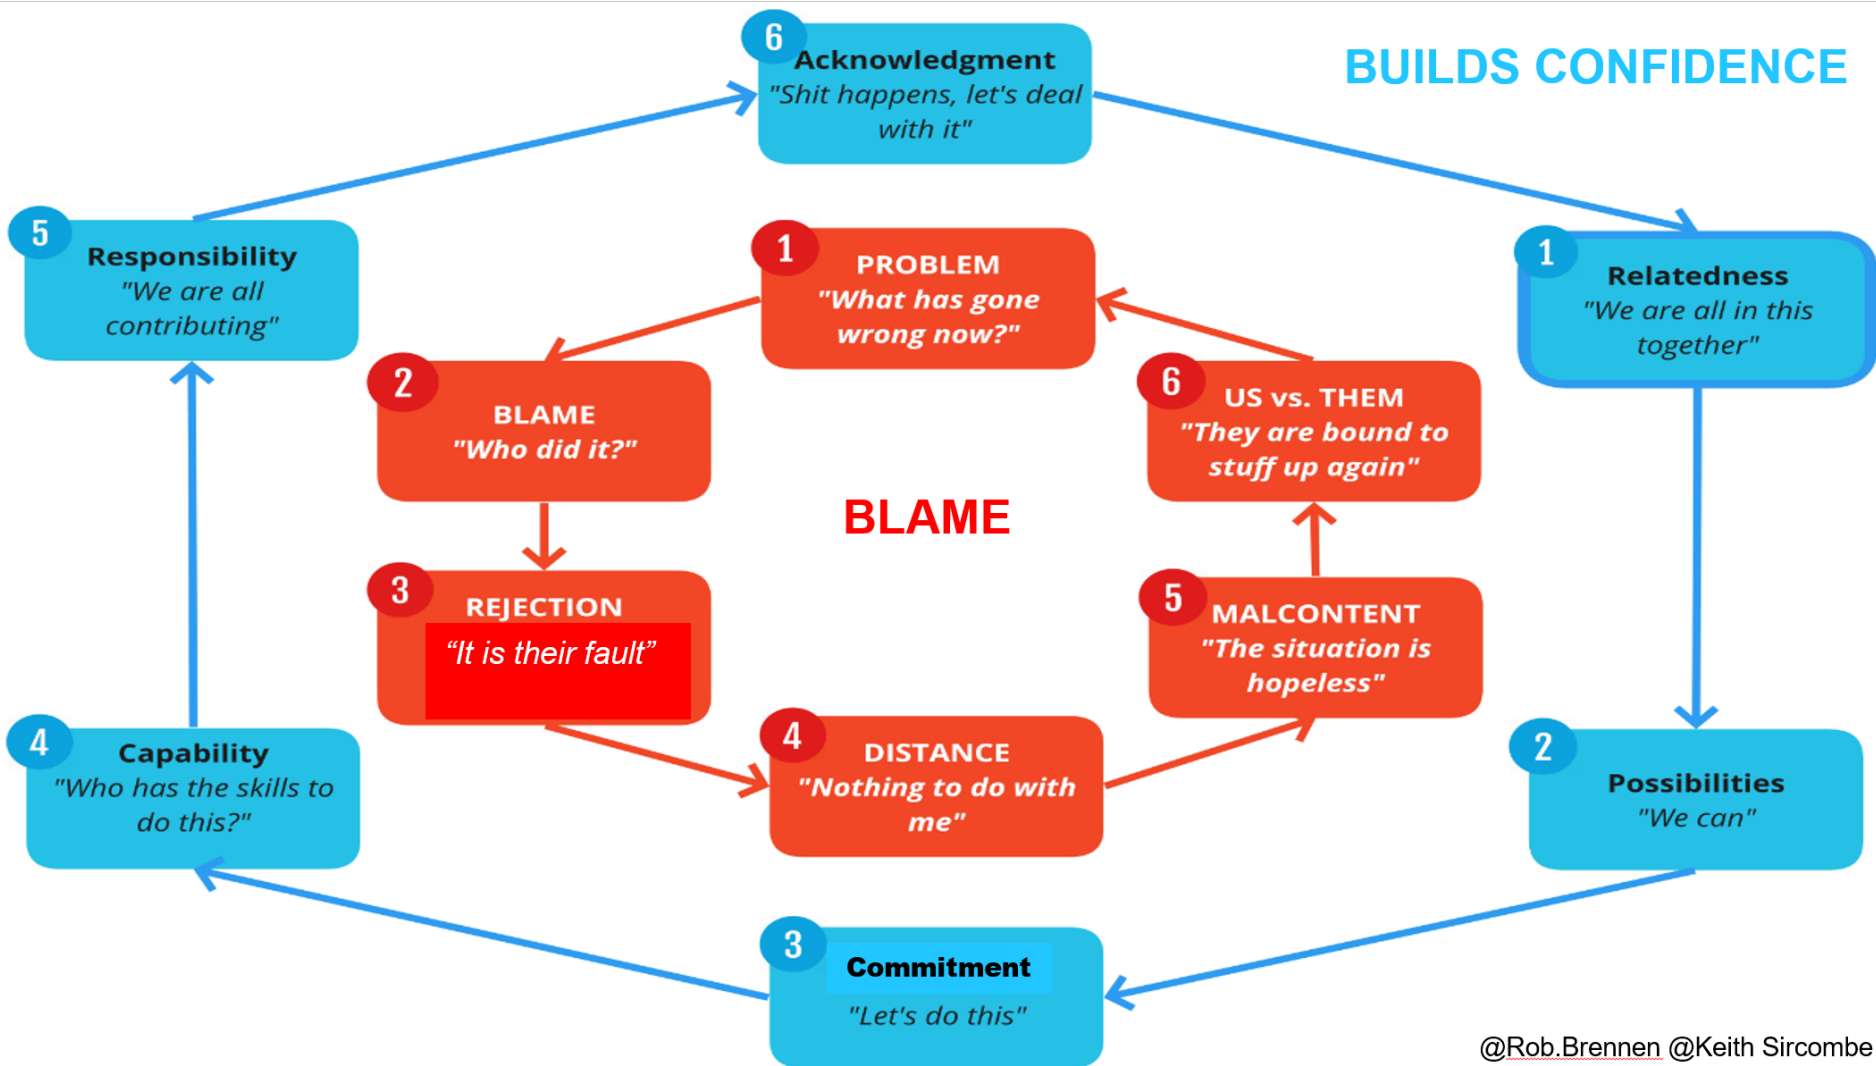 BUILDS CONFIDENCE
6
Acknowledgment
"Shit happens, let's deal
with it"
1
Relatedness
"We are all in this
together"
2
Possibilities
"We can"
3
Commitment
"Let's do this"
4
Capability
"Who has the skills to
do this?"
5
Responsibility
"We are all
contributing"
BLAME
1
PROBLEM
"What has gone
wrong now?"
2
BLAME
"Who did it?"
3
REJECTION
“It is their fault”
4
DISTANCE
"Nothing to do with
me"
5
MALCONTENT
"The situation is
hopeless"
6
US vs. THEM
"They are bound to
stuff up again"
@Rob.Brennen @Keith Sircombe